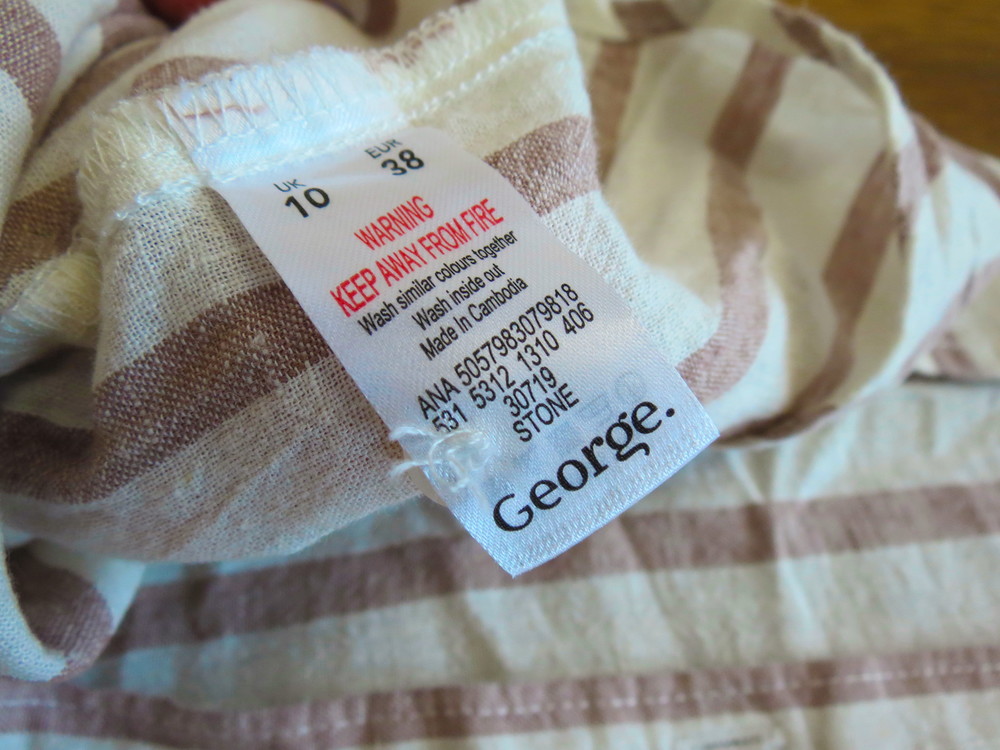 UK EUR
10 38
WARNING
KEEP AWAY FROM FIRE
Wash similar colours together
Wash inside out
Made In Cambodia
ANA 5057983079818
531 5312 1310 406
30719
STONE
George.